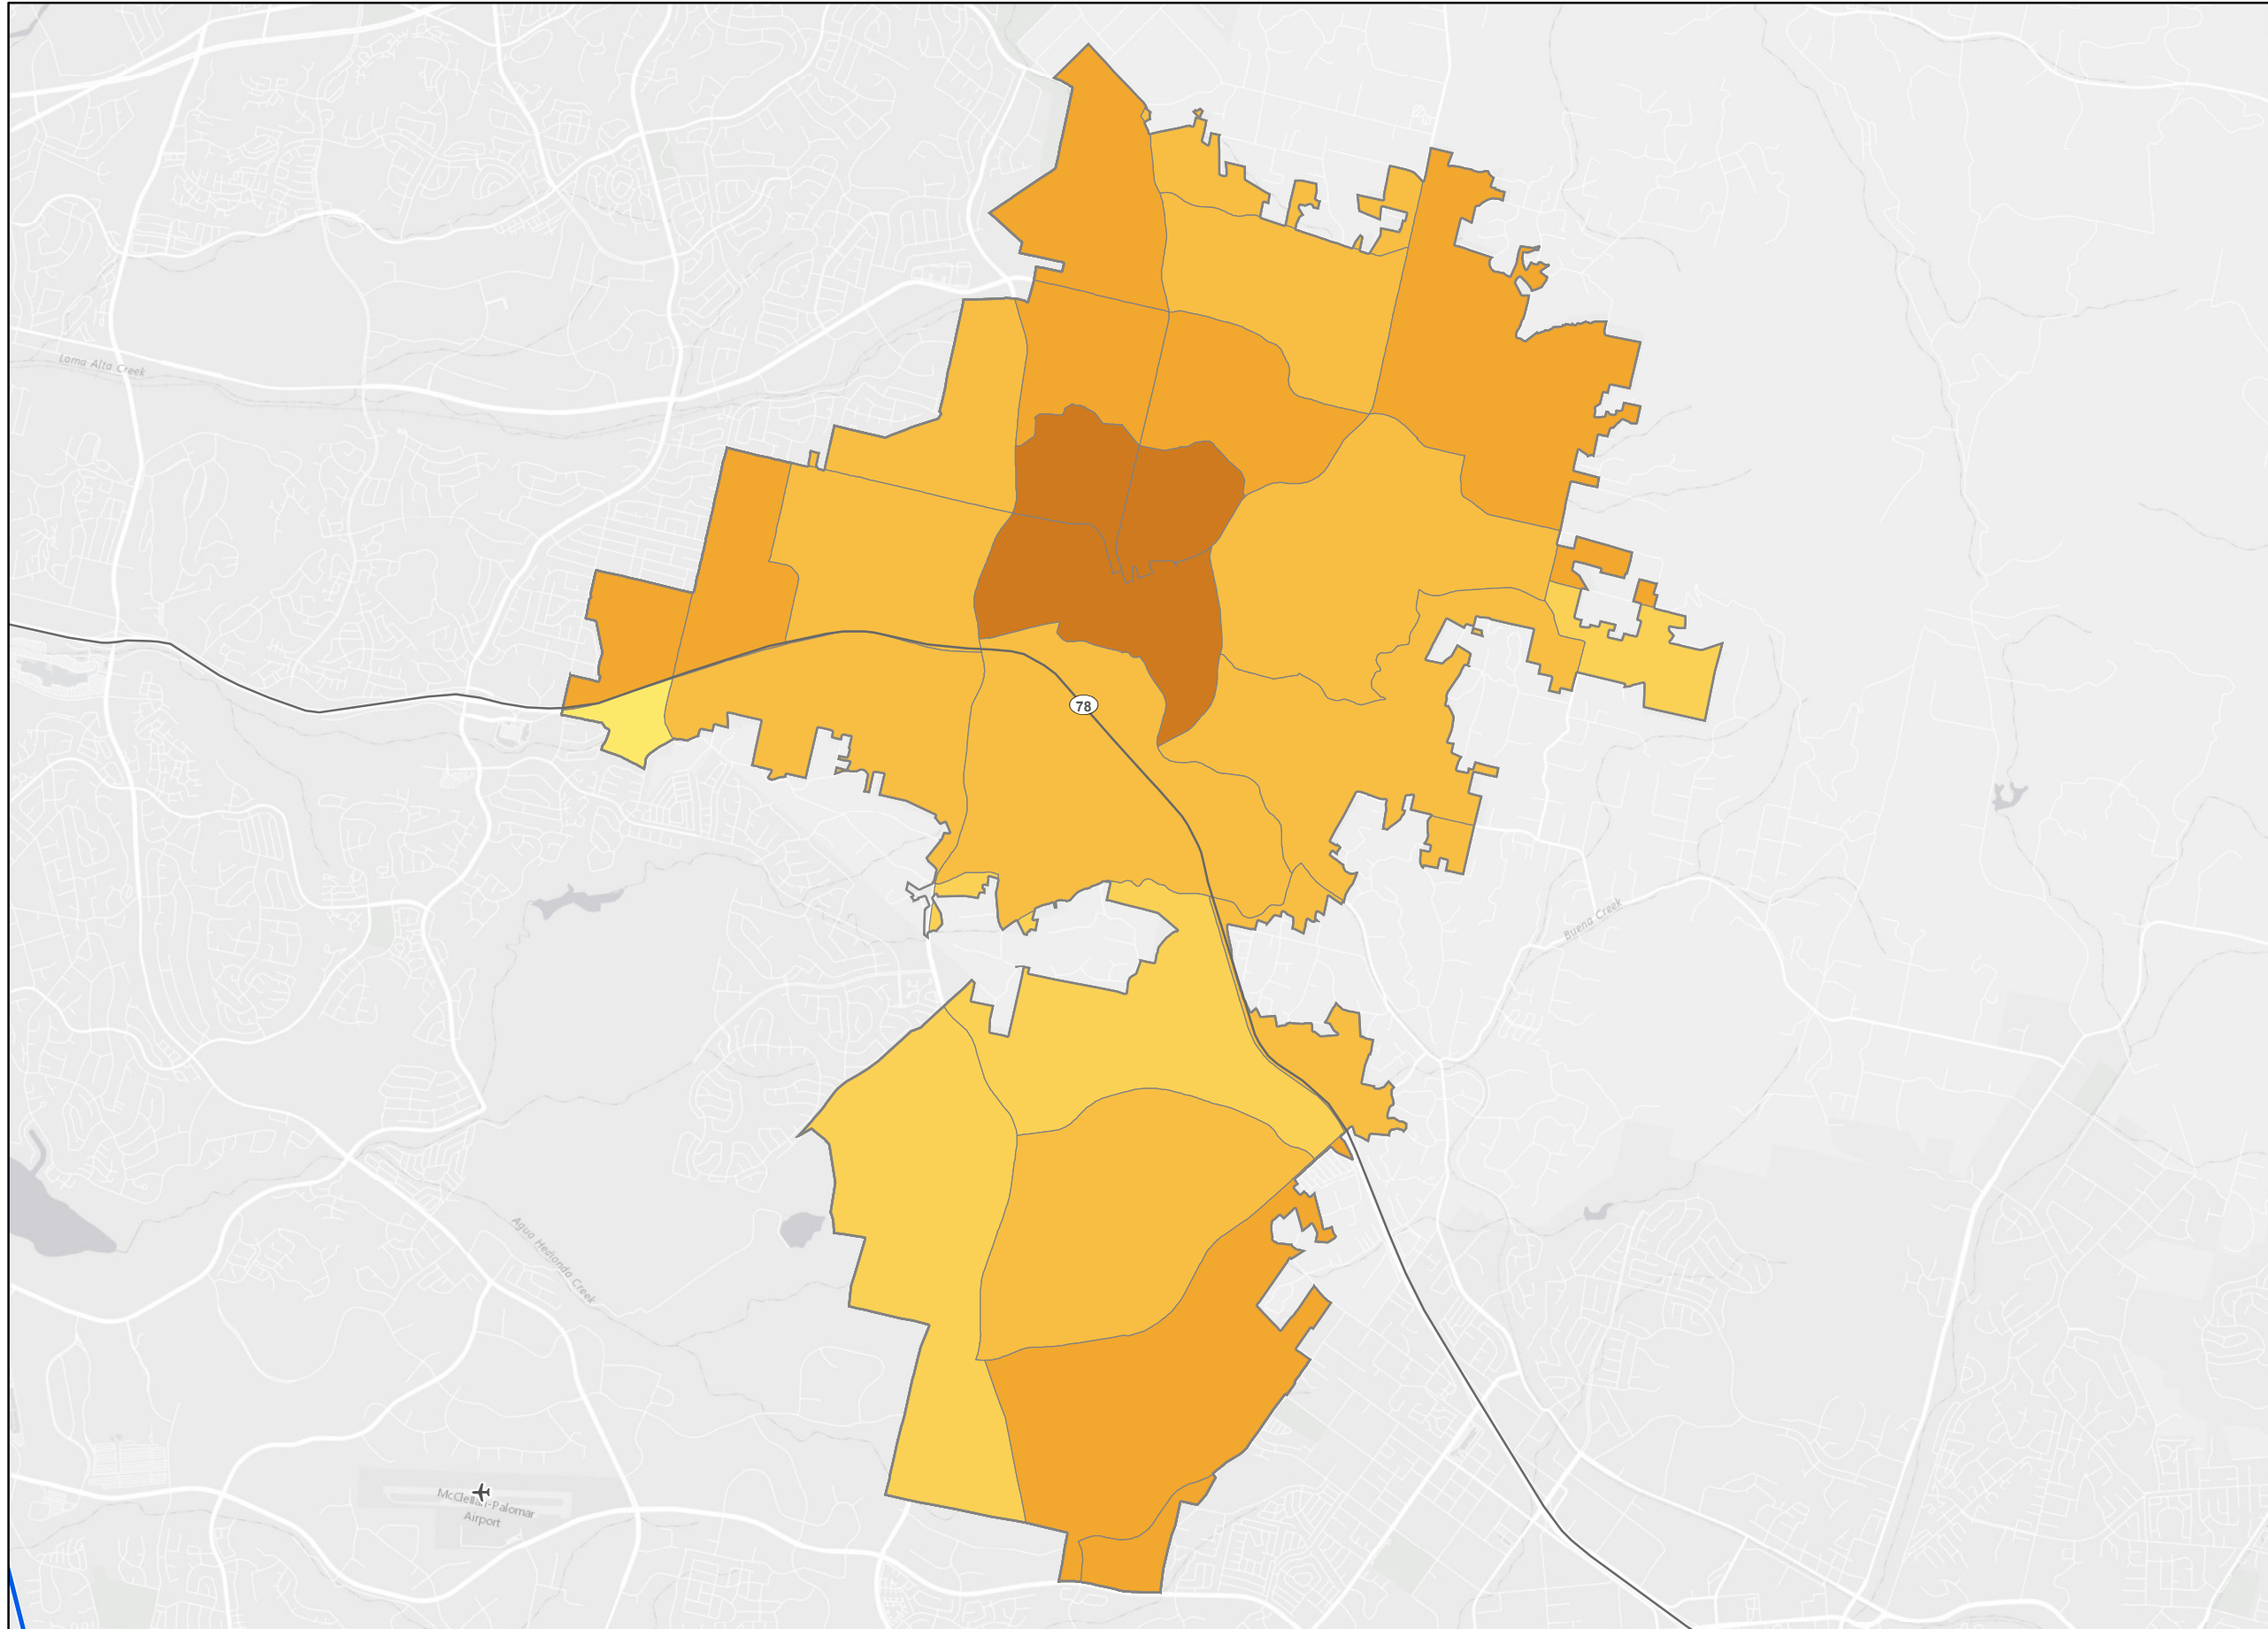 Loma Alta Creek
78
Buena Creek
Agua Hedionda Creek
McClellan-Palomar
Airport